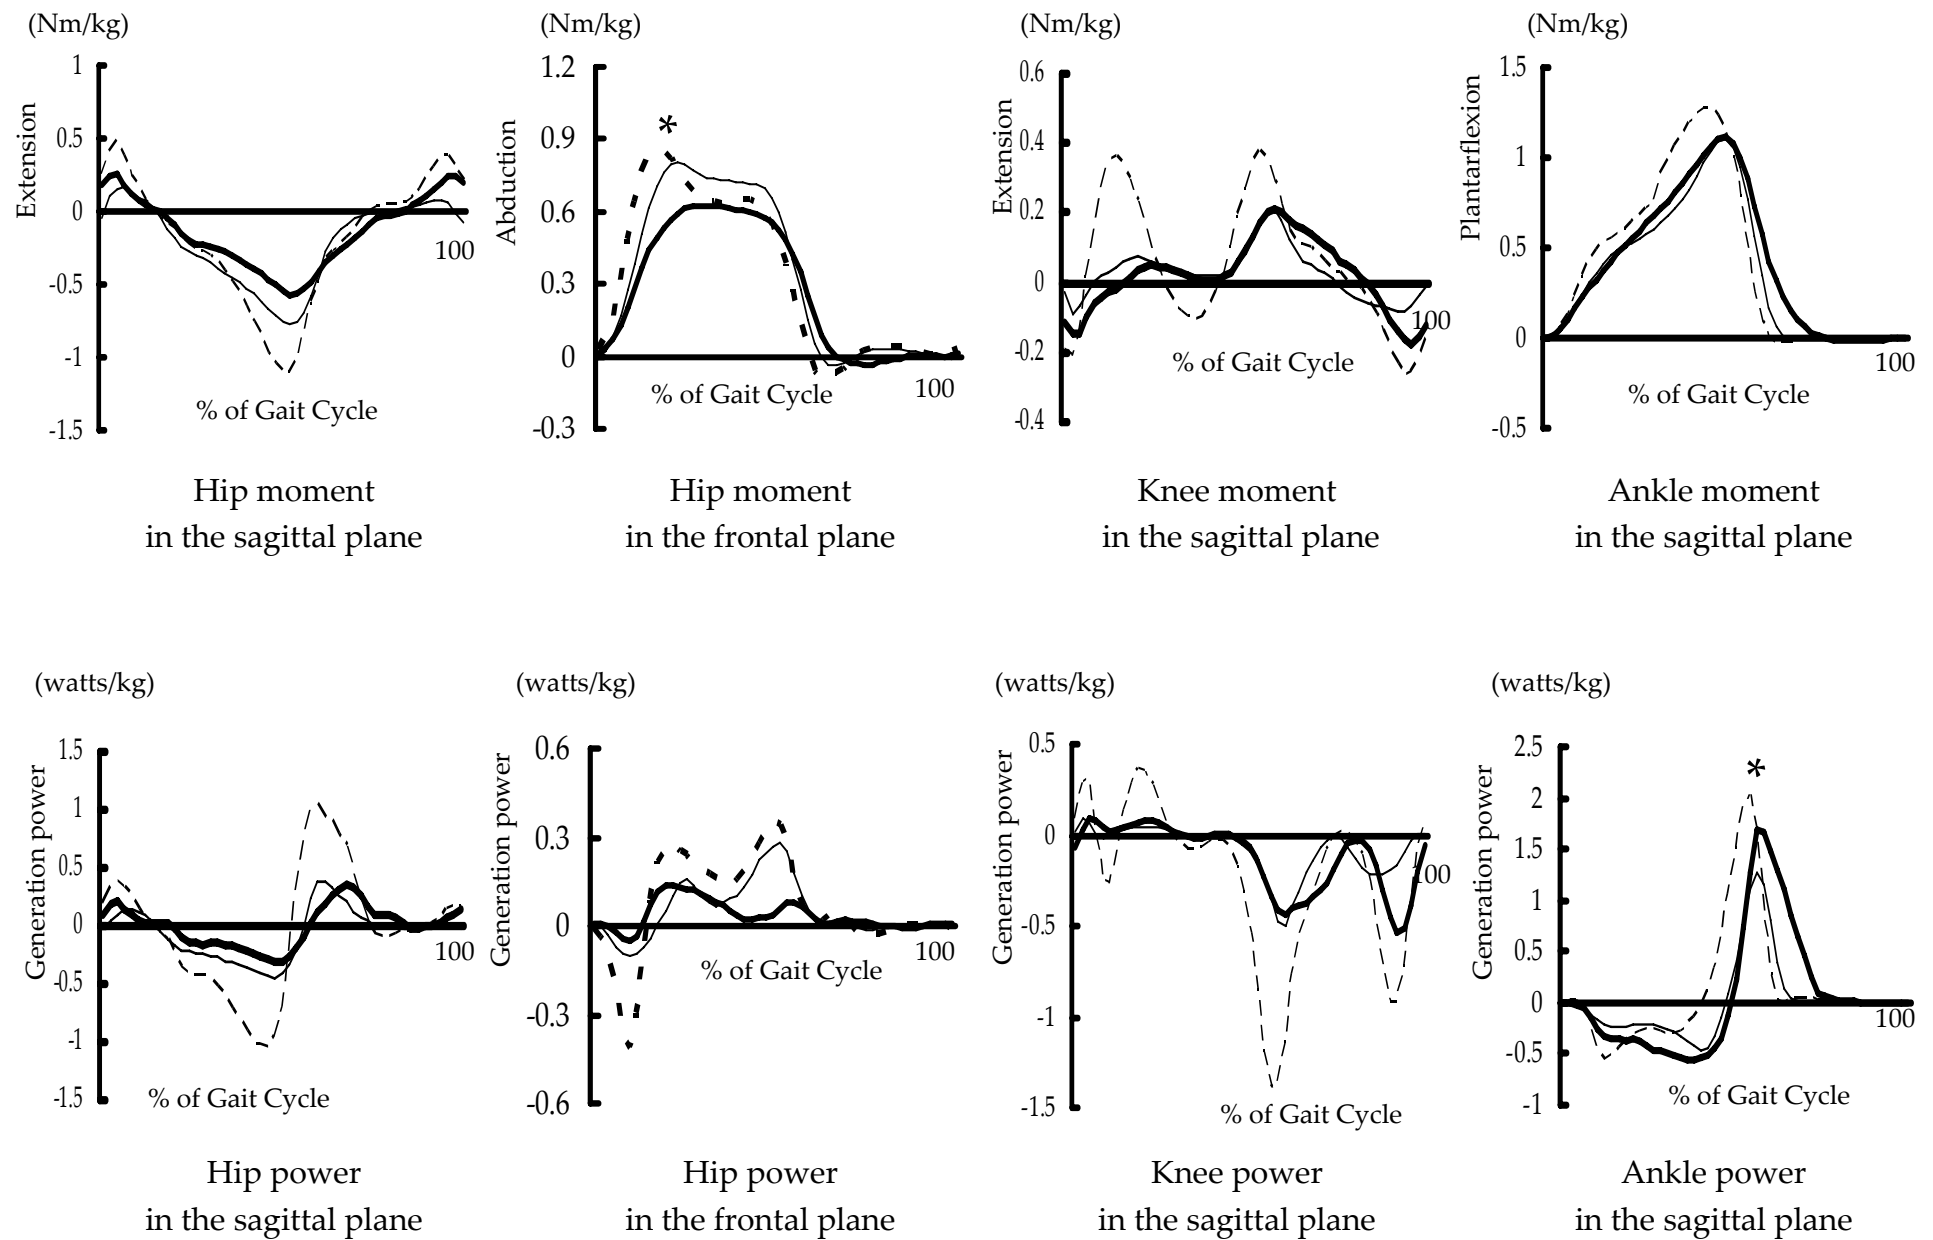 (Nm/kg)
1
0.5
0
-0.5
-1
-1.5
Extension
100
% of Gait Cycle
Hip moment
in the sagittal plane
(Nm/kg)
1.2
0.9
0.6
0.3
0
-0.3
Abduction
*
100
% of Gait Cycle
Hip moment
in the frontal plane
(Nm/kg)
0.6
0.4
0.2
0
-0.2
-0.4
Extension
100
% of Gait Cycle
Knee moment
in the sagittal plane
(Nm/kg)
1.5
1
0.5
0
-0.5
Plantarflexion
100
% of Gait Cycle
Ankle moment
in the sagittal plane
(watts/kg)
1.5
1
0.5
0
-0.5
-1
-1.5
Generation power
100
% of Gait Cycle
Hip power
in the sagittal plane
(watts/kg)
0.6
0.3
0
-0.3
-0.6
Generation power
100
% of Gait Cycle
Hip power
in the frontal plane
(watts/kg)
0.5
0
-0.5
-1
-1.5
Generation power
100
% of Gait Cycle
Knee power
in the sagittal plane
(watts/kg)
2.5
2
1.5
1
0.5
0
-0.5
-1
Generation power
*
100
% of Gait Cycle
Ankle power
in the sagittal plane